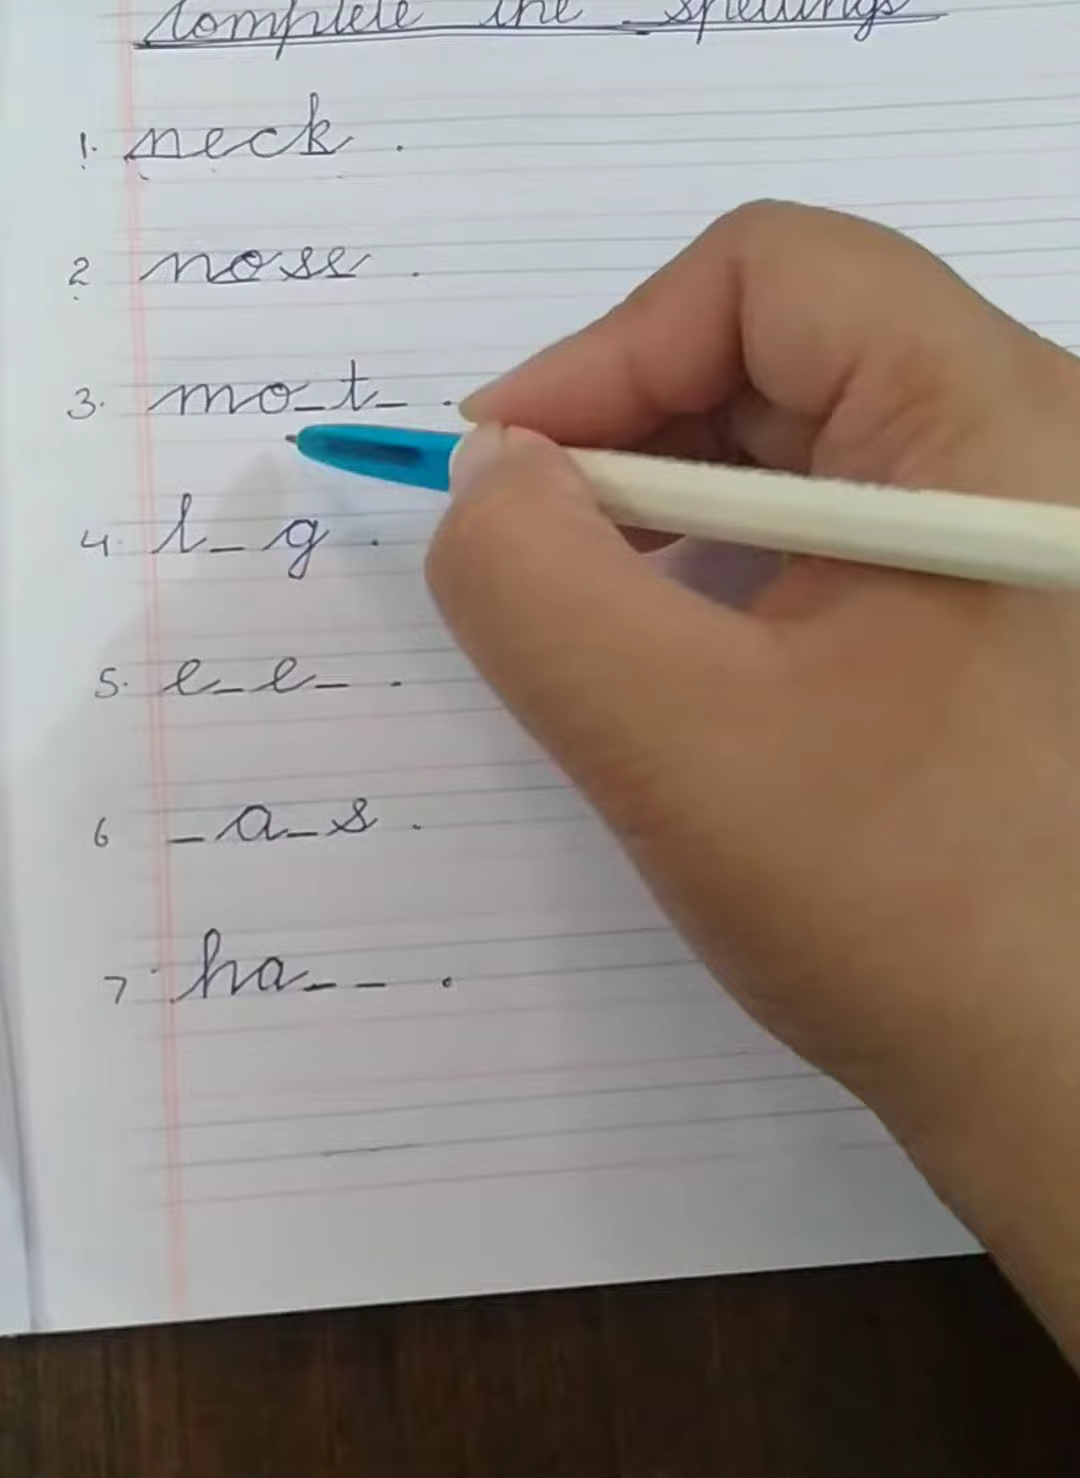 Complete the spellings
1. neck .
2 nose .
3. mo_t_ .
4. l_g .
5. e_e_ .
6 _a_s .
7 ha__ .